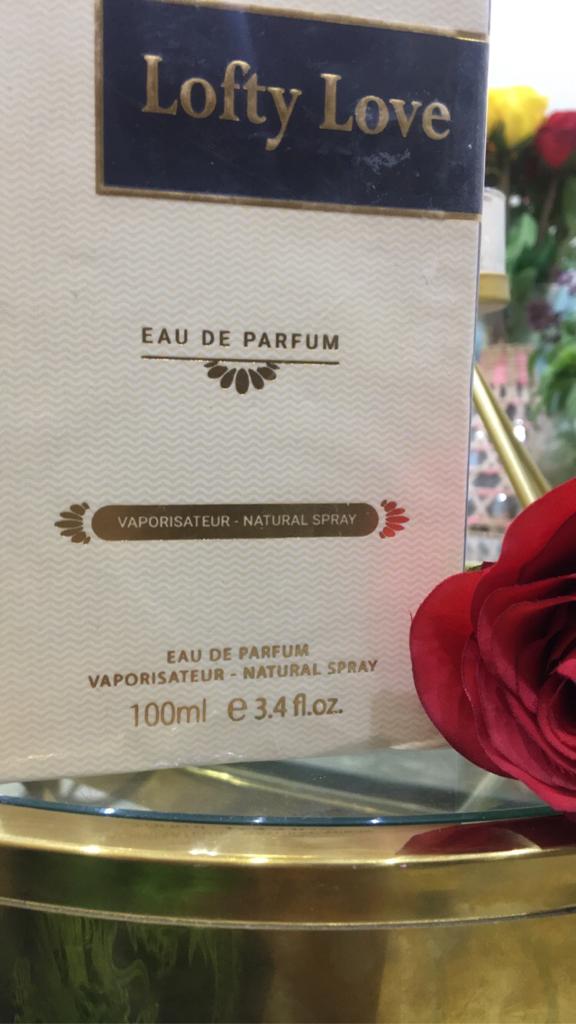 Lofty Love
EAU DE PARFUM
VAPORISATEUR - NATURAL SPRAY
EAU DE PARFUM
VAPORISATEUR - NATURAL SPRAY
100ml ℮ 3.4 fl.oz.